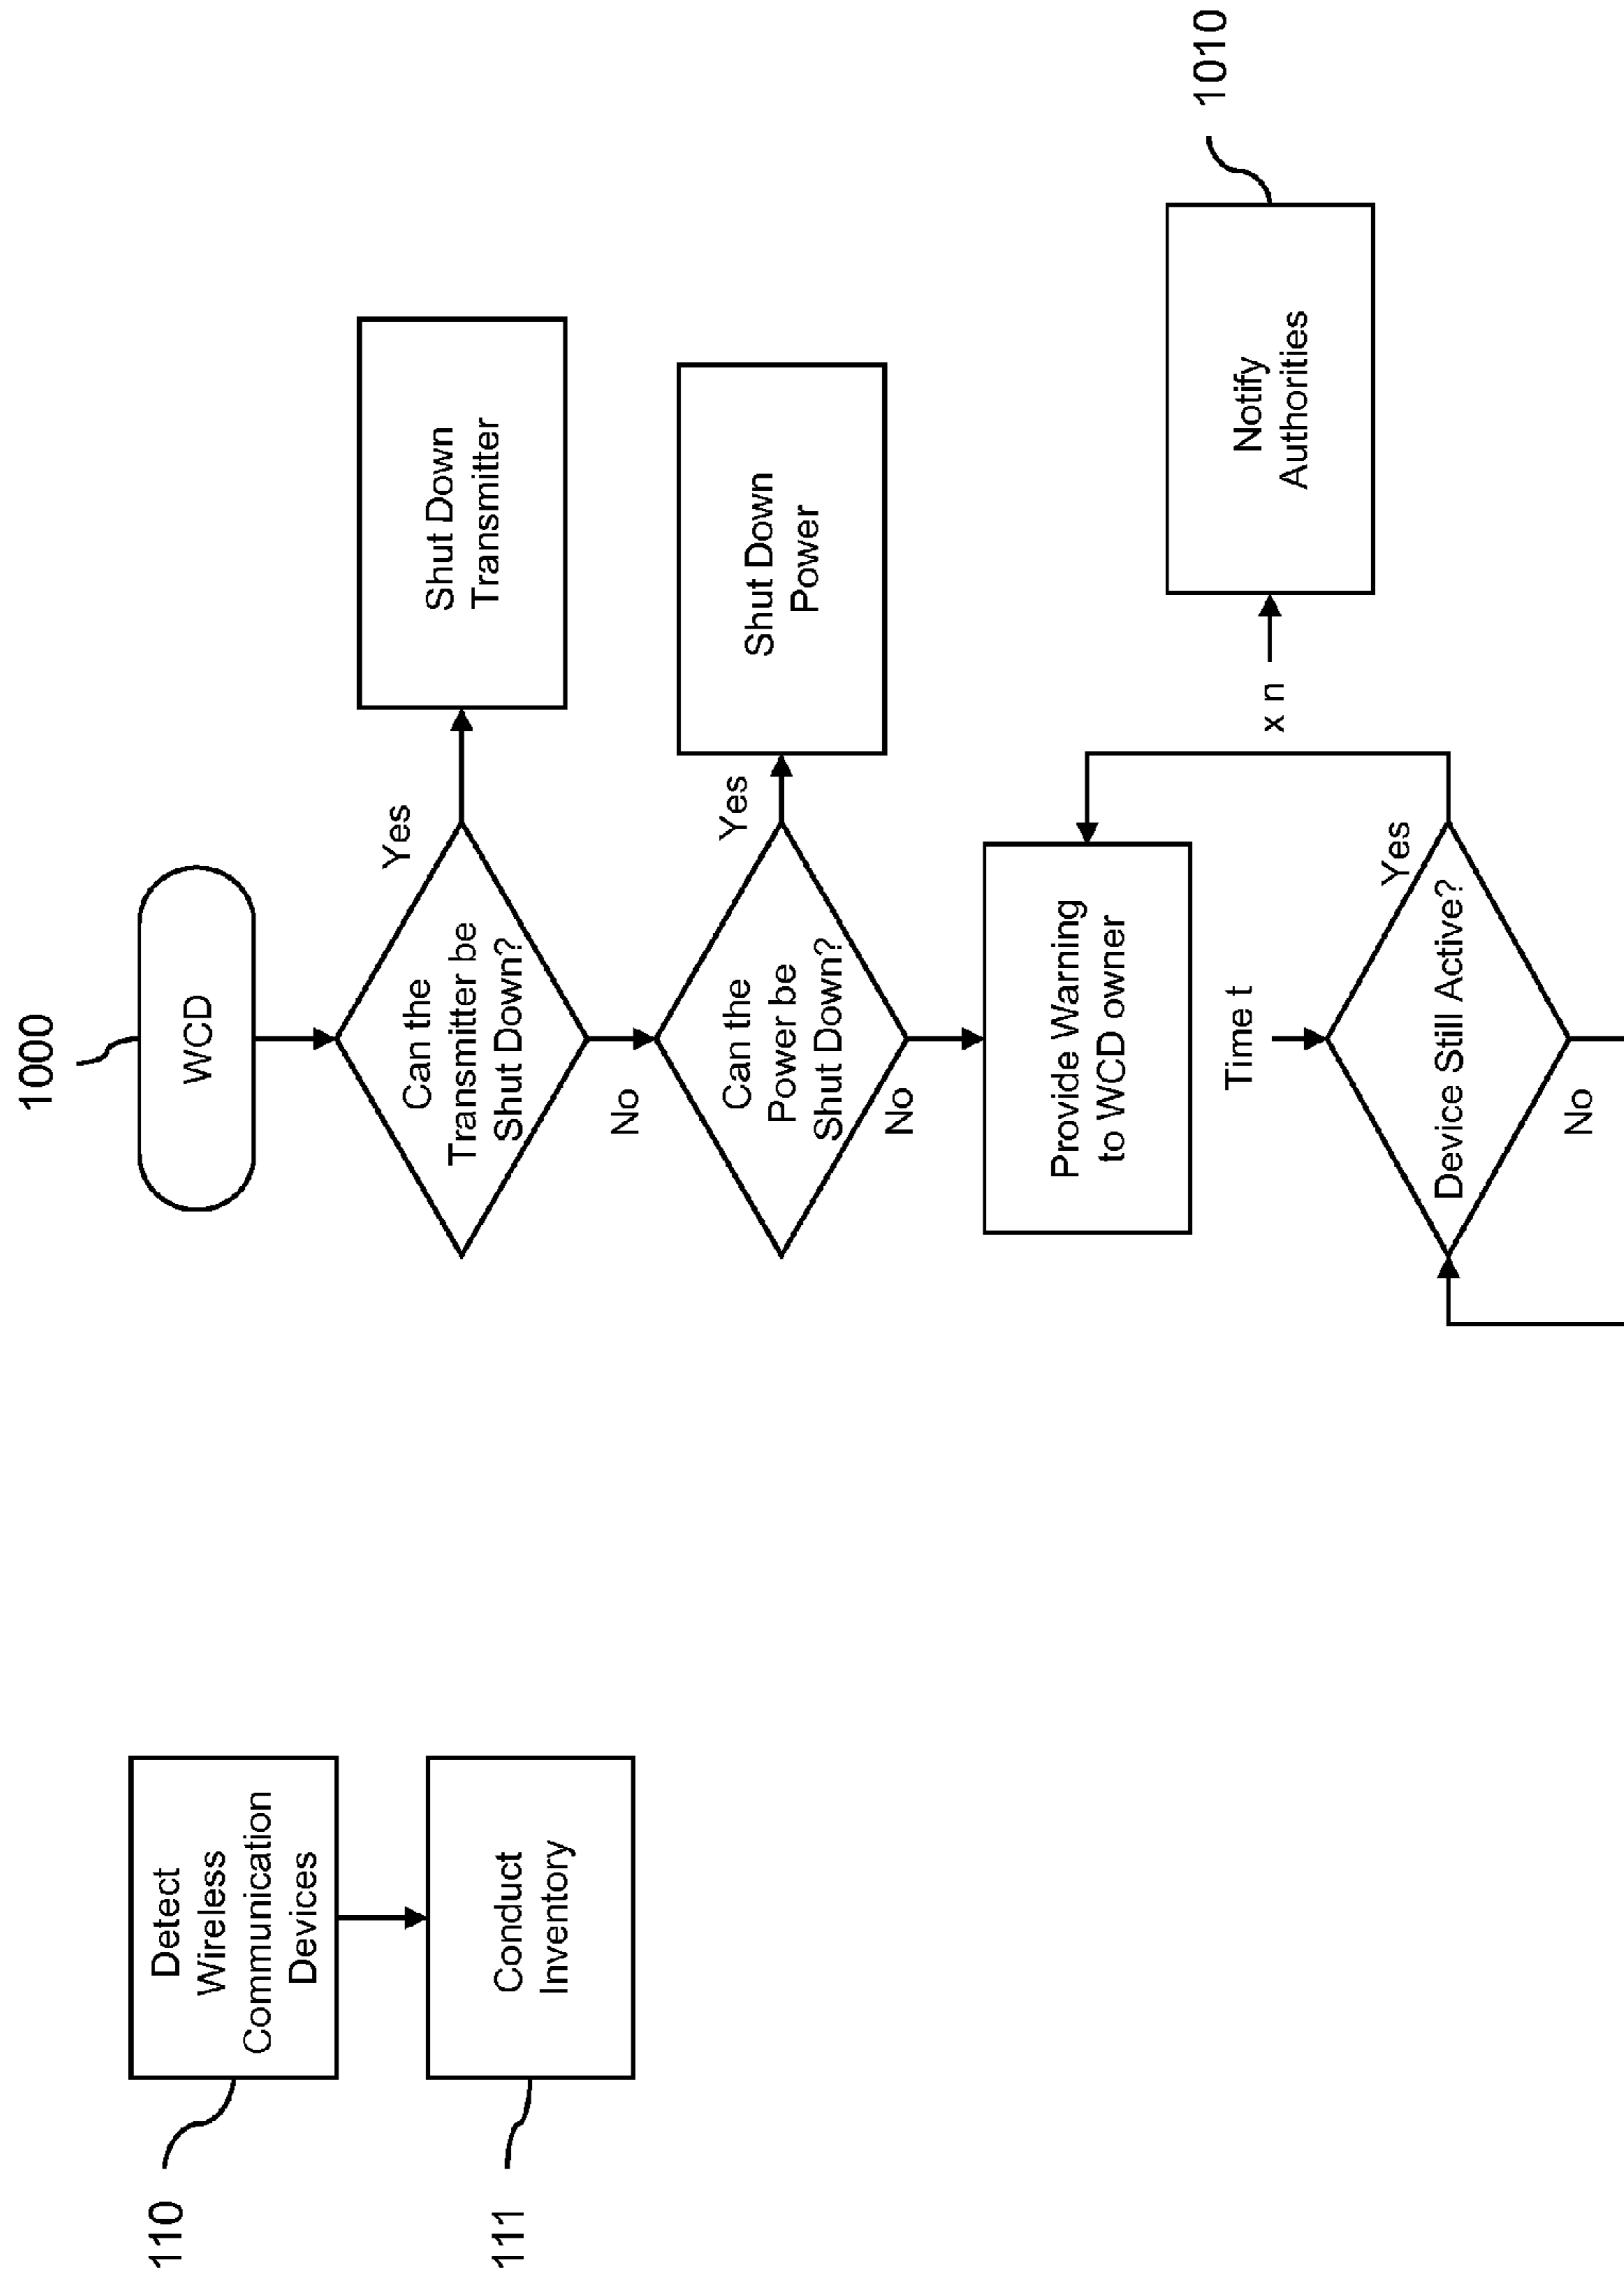 110
Detect
Wireless
Communication
Devices
111
Conduct
Inventory
1000
WCD
Can the
Transmitter be
Shut Down?
Yes
Shut Down
Transmitter
No
Can the
Power be
Shut Down?
Yes
Shut Down
Power
No
Provide Warning
to WCD owner
Time t
x n
Notify
Authorities
1010
Device Still Active?
Yes
No